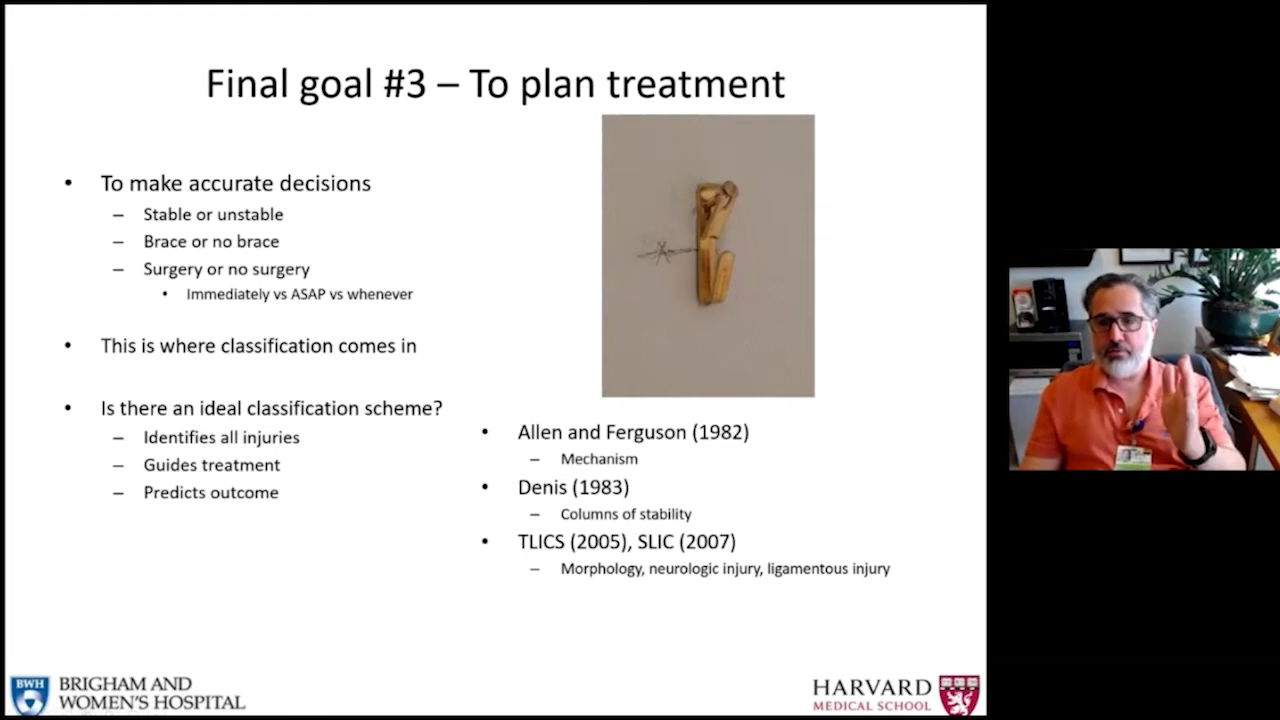 Final goal #3 – To plan treatment
• To make accurate decisions
– Stable or unstable
– Brace or no brace
– Surgery or no surgery
• Immediately vs ASAP vs whenever
• This is where classification comes in
• Is there an ideal classification scheme?
– Identifies all injuries
– Guides treatment
– Predicts outcome
• Allen and Ferguson (1982)
– Mechanism
• Denis (1983)
– Columns of stability
• TLICS (2005), SLIC (2007)
– Morphology, neurologic injury, ligamentous injury
BWH
BRIGHAM AND
WOMEN'S HOSPITAL
HARVARD
MEDICAL SCHOOL